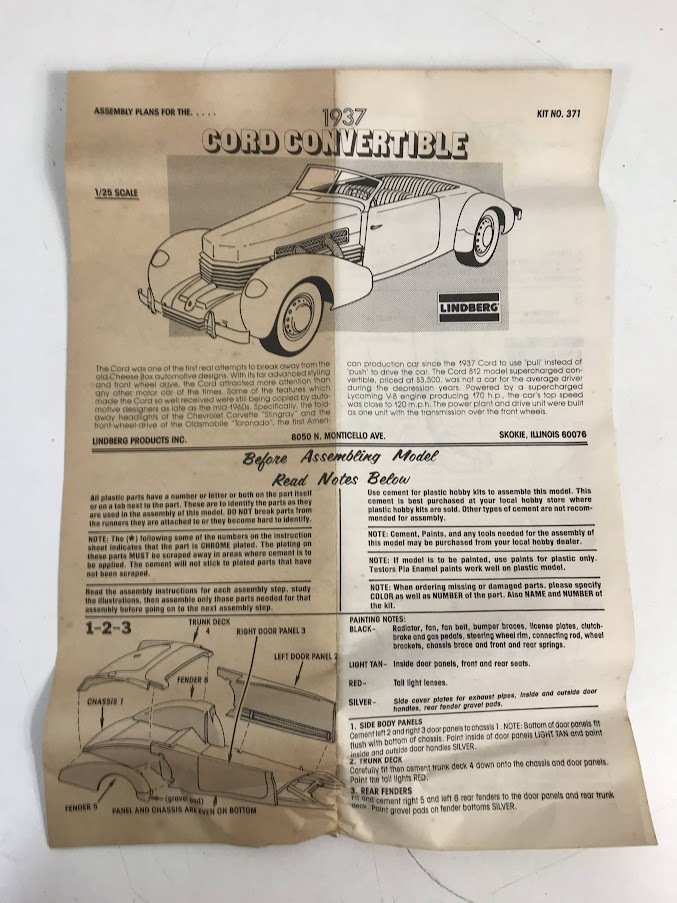 ASSEMBLY PLANS FOR THE. . . . .
KIT NO. 371
1937
CORD CONVERTIBLE
1/25 SCALE
LINDBERG
The Cord was one of the first real attempts to break away from the
old Cheese Box automotive designs. With its far advanced styling
and front wheel drive, the Cord attracted more attention than
any other motor car of the times. Some of the features which
made the Cord so well received were still being copied by auto-
motive designers as late as the mid-1960s. Specifically, the fold-
away headlights of the Chevrolet Corvette "Stingray" and the
front-wheel-drive of the Oldsmobile "Toronado", the first Ameri-
can production car since the 1937 Cord to use 'pull' instead of
'push' to drive the car. The Cord 812 model supercharged con-
vertible, priced at $3,500, was not a car for the average driver
during the depression years. Powered by a supercharged
Lycoming V-8 engine producing 170 h.p., the car's top speed
was close to 120 m.p.h. The power plant and drive unit were built
as one unit with the transmission over the front wheels.
LINDBERG PRODUCTS INC. 8050 N. MONTICELLO AVE. SKOKIE, ILLINOIS 60076
Before Assembling Model
Read Notes Below
All plastic parts have a number or letter or both on the part itself
or on a tab next to the part. These are to identify the parts as they
are used in the assembly of this model. DO NOT BREAK parts from
the runners they are attached to or they become hard to identify.
NOTE: The (*) following some of the numbers on the instruction
sheet indicates that the part is CHROME plated. The plating on
these parts MUST be scraped away in areas where cement is to
be applied. The cement will not stick to plated parts that have
not been scraped.
Read the assembly instructions for each assembly step, study
the illustrations, then assemble only those parts needed for that
assembly before going on to the next assembly step.
Use cement for plastic hobby kits to assemble this model. This
cement is best purchased at your local hobby store where
plastic hobby kits are sold. Other types of cement are not recom-
mended for assembly.
NOTE: Cement, Paints, and any tools needed for the assembly of
this model may be purchased from your local hobby dealer.
NOTE: If model is to be painted, use paints for plastic only.
Testors Pla Enamel paints work well on plastic model.
NOTE: When ordering missing or damaged parts, please specify
COLOR as well as NUMBER of the part. Also NAME and NUMBER of
the kit.
1-2-3
TRUNK DECK
4
RIGHT DOOR PANEL 3
LEFT DOOR PANEL 2
FENDER 6
CHASSIS 1
FENDER 5
(gravel pad)
PANEL AND CHASSIS ARE EVEN ON BOTTOM
PAINTING NOTES:
BLACK– Radiator, fan, fan belt, bumper braces, license plates, clutch-
brake and gas pedals, steering wheel rim, connecting rod, wheel
brackets, chassis brace and front and rear springs.
LIGHT TAN– Inside door panels, front and rear seats.
RED– Tail light lenses.
SILVER– Side cover plates for exhaust pipes, inside and outside door
handles, rear fender gravel pads.
1. SIDE BODY PANELS
Cement left 2 and right 3 door panels to chassis 1. NOTE: Bottom of door panels fit
flush with bottom of chassis. Paint inside of door panels LIGHT TAN and paint
inside and outside door handles SILVER.
2. TRUNK DECK
Carefully fit then cement trunk deck 4 down onto the chassis and door panels.
Paint the tail lights RED.
3. REAR FENDERS
Fit and cement right 5 and left 6 rear fenders to the door panels and rear trunk
deck. Paint gravel pads on fender bottoms SILVER.